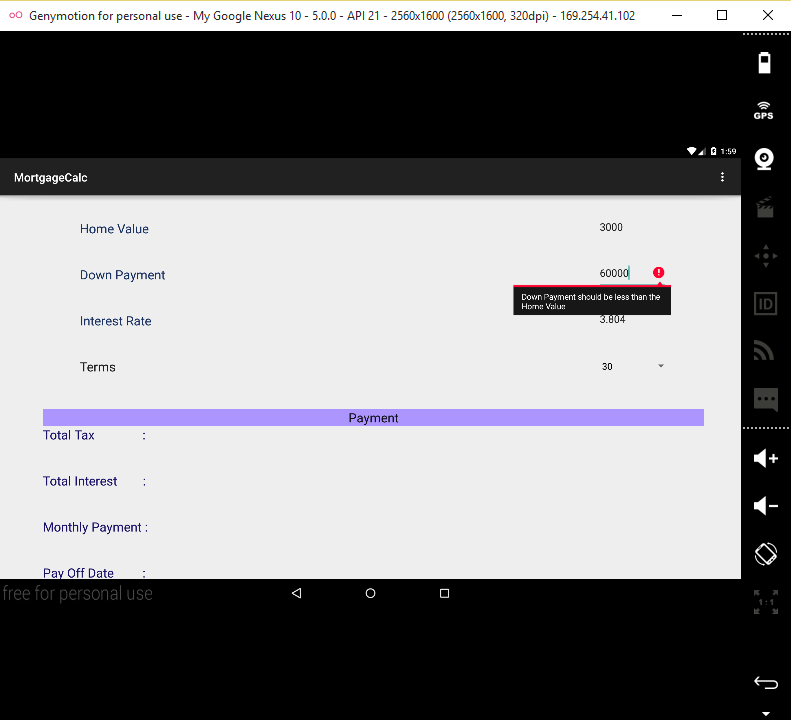 Genymotion for personal use - My Google Nexus 10 - 5.0.0 - API 21 - 2560x1600 (2560x1600, 320dpi) - 169.254.41.102
GPS
1:59
MortgageCalc
Home Value 3000
Down Payment 60000
Down Payment should be less than the
Home Value
Interest Rate 3.804
Terms 30
ID
Payment
Total Tax :
Total Interest :
Monthly Payment :
Pay Off Date :
free for personal use
1:1